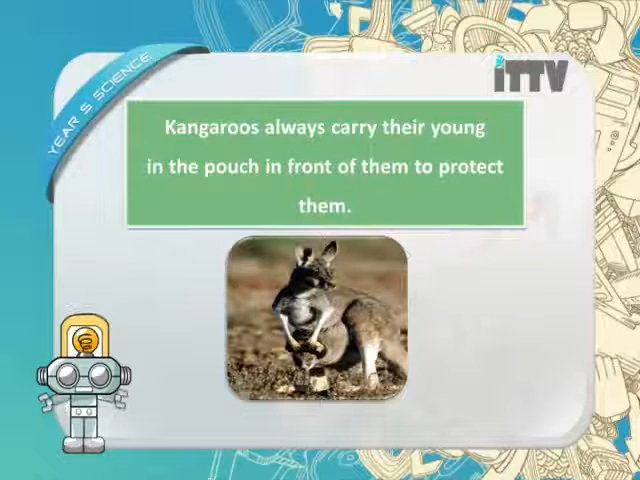 iTTV
YEAR 5 SCIENCE
Kangaroos always carry their young
in the pouch in front of them to protect
them.